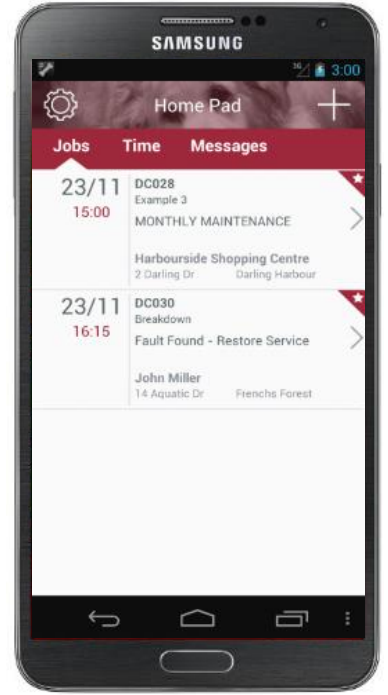 SAMSUNG
3G 3:00
Home Pad
Jobs Time Messages
23/11 DC028
Example 3
15:00
MONTHLY MAINTENANCE
Harbourside Shopping Centre
2 Darling Dr Darling Harbour
23/11 DC030
Breakdown
16:15
Fault Found - Restore Service
John Miller
14 Aquatic Dr Frenchs Forest